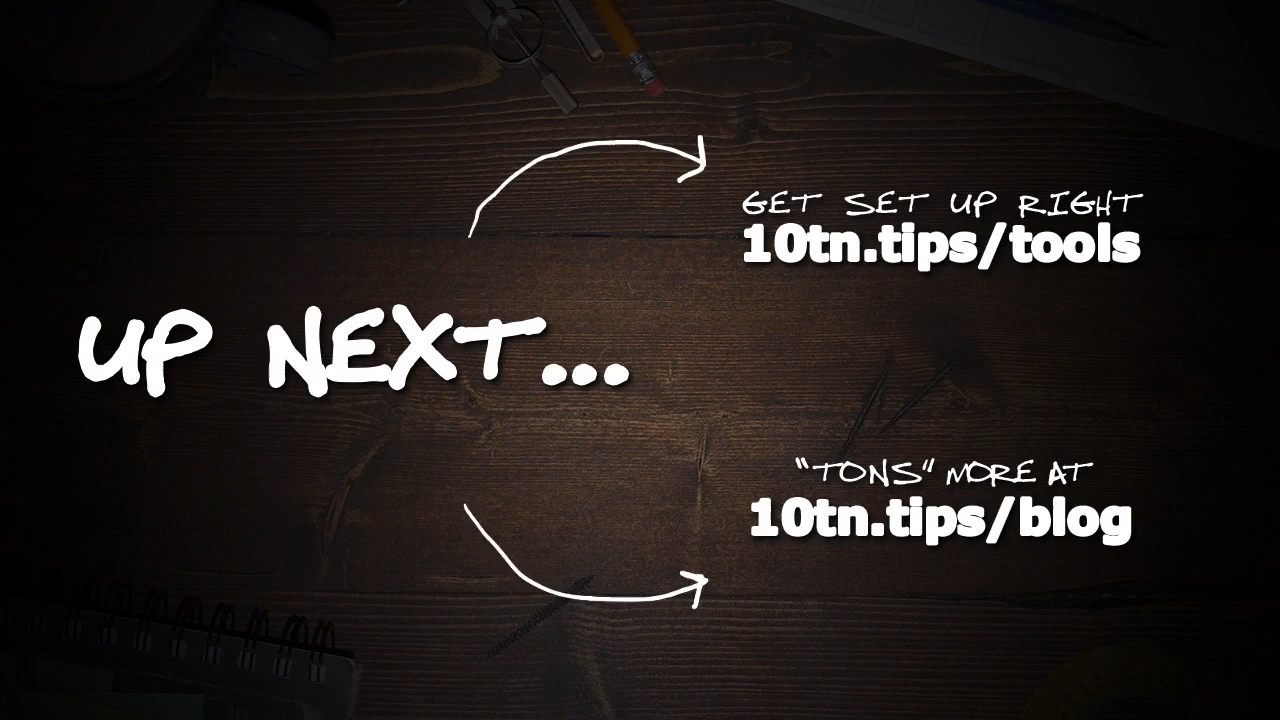 GET SET UP RIGHT
10tn.tips/tools
UP NEXT...
"TONS" MORE AT
10tn.tips/blog